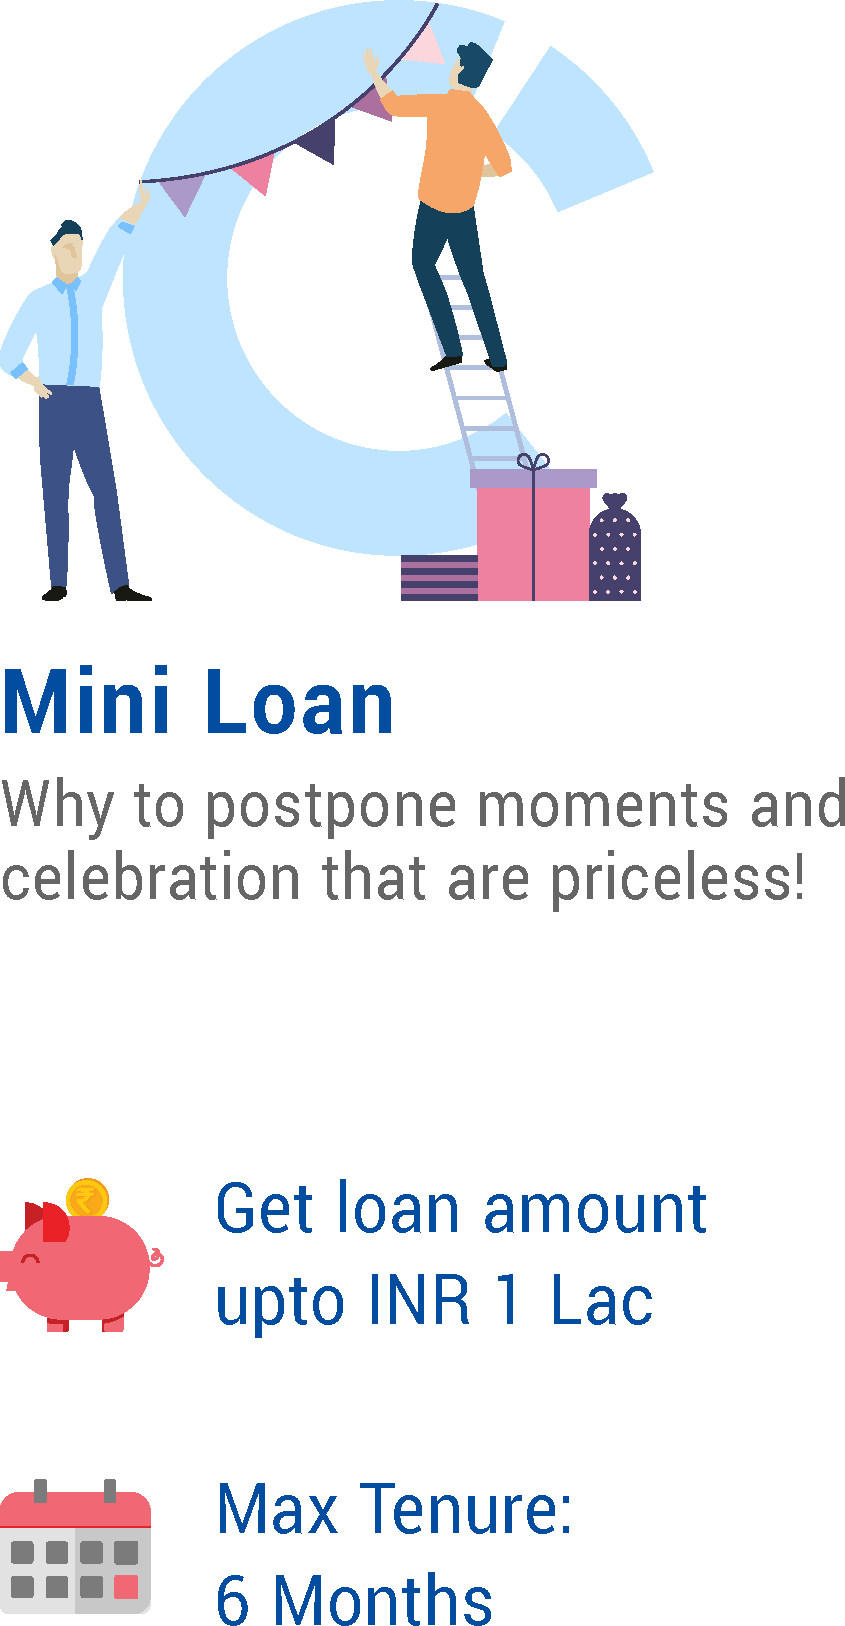 Mini Loan
Why to postpone moments and
celebration that are priceless!
₹
Get loan amount
upto INR 1 Lac
Max Tenure:
6 Months